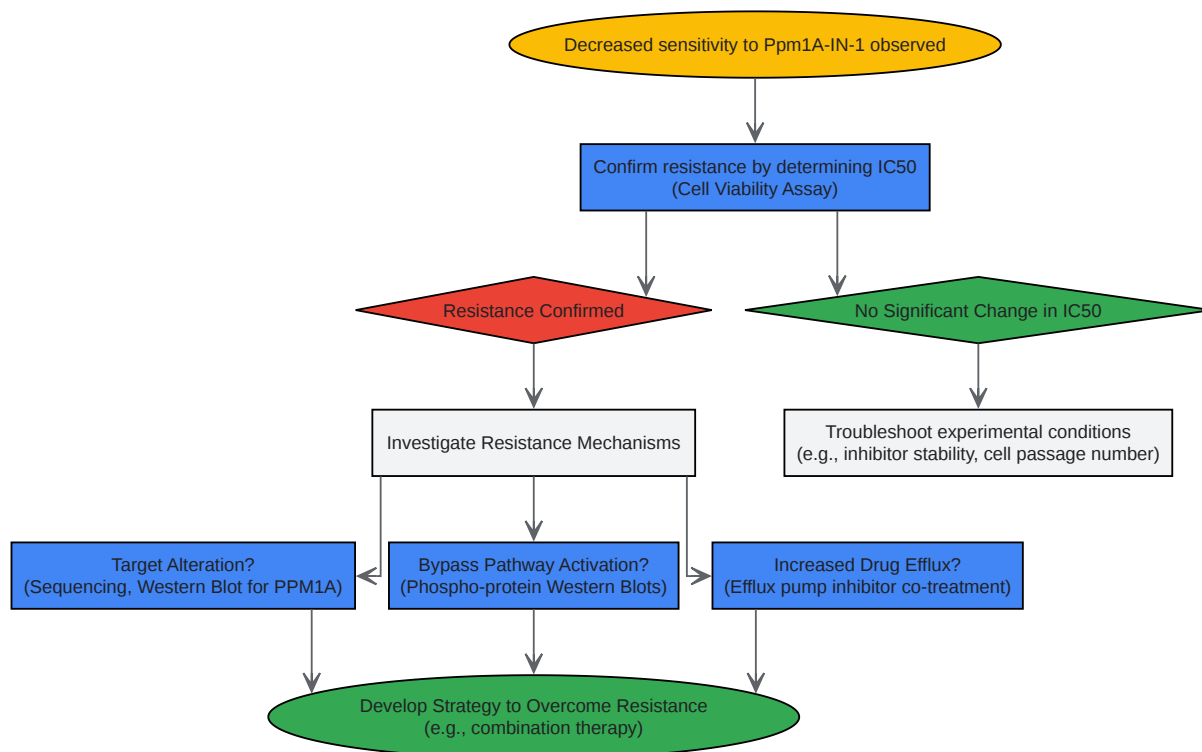 Decreased sensitivity to Ppm1A-IN-1 observed
Confirm resistance by determining IC50
(Cell Viability Assay)
Resistance Confirmed
No Significant Change in IC50
Investigate Resistance Mechanisms
Troubleshoot experimental conditions
(e.g., inhibitor stability, cell passage number)
Target Alteration?
(Sequencing, Western Blot for PPM1A)
Bypass Pathway Activation?
(Phospho-protein Western Blots)
Increased Drug Efflux?
(Efflux pump inhibitor co-treatment)
Develop Strategy to Overcome Resistance
(e.g., combination therapy)